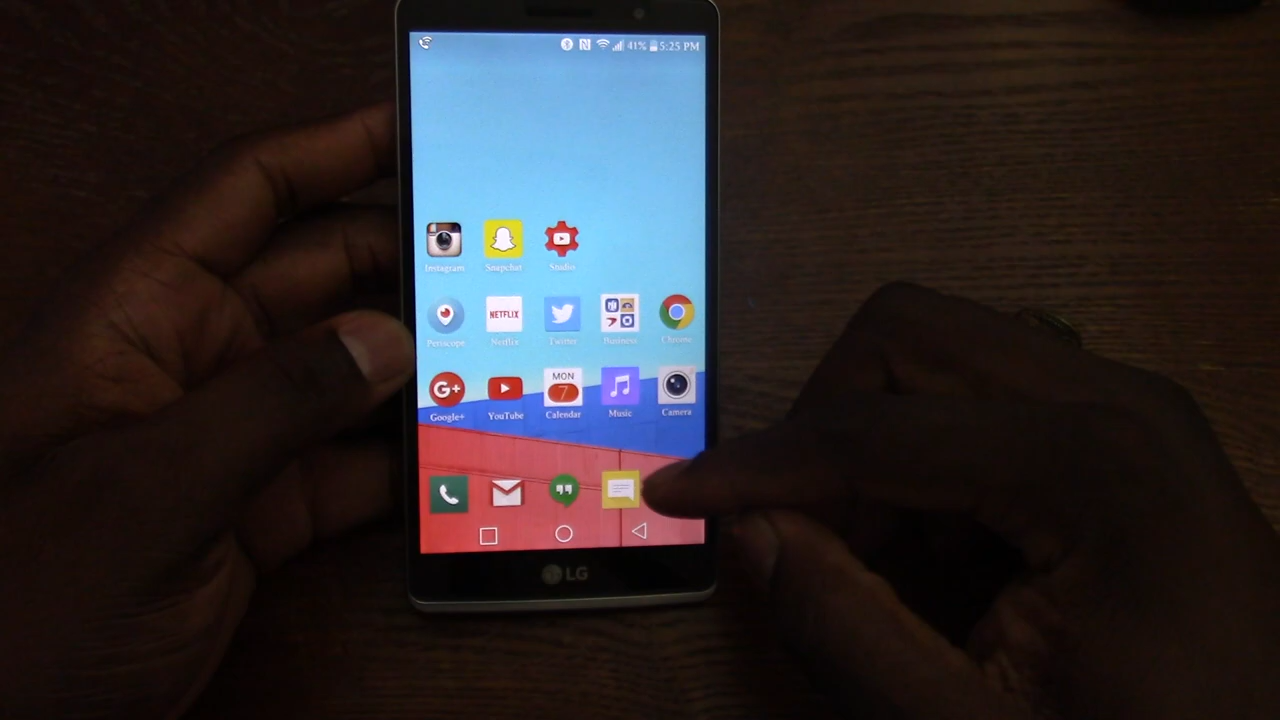 41% 5:25 PM
Instagram Snapchat Studio
NETFLIX
Periscope Netflix Twitter Business Chrome
G+ MON
7
Google+ YouTube Calendar Music Camera
LG